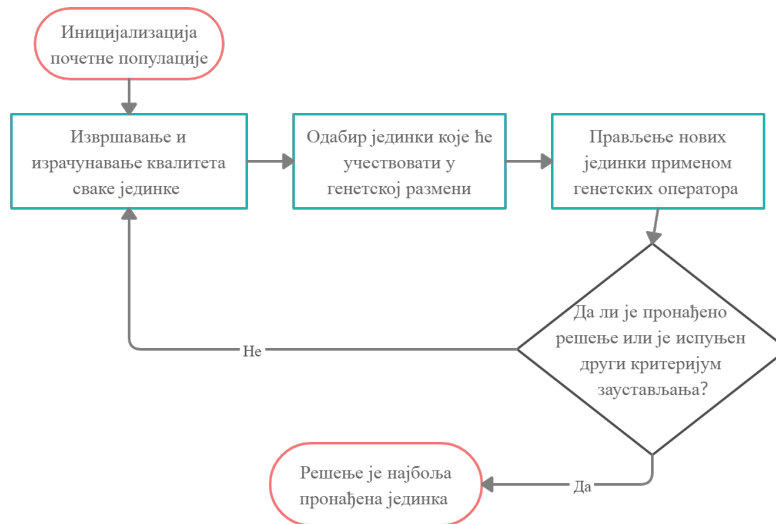 Иницијализација
почетне популације
Извршавање и
израчунавање квалитета
сваке јединке
Одабир јединки које ће
учествовати у
генетској размени
Прављење нових
јединки применом
генетских оператора
Да ли је пронађено
решење или је испуњен
други критеријум
заустављања?
Не
Да
Решење је најбоља
пронађена јединка